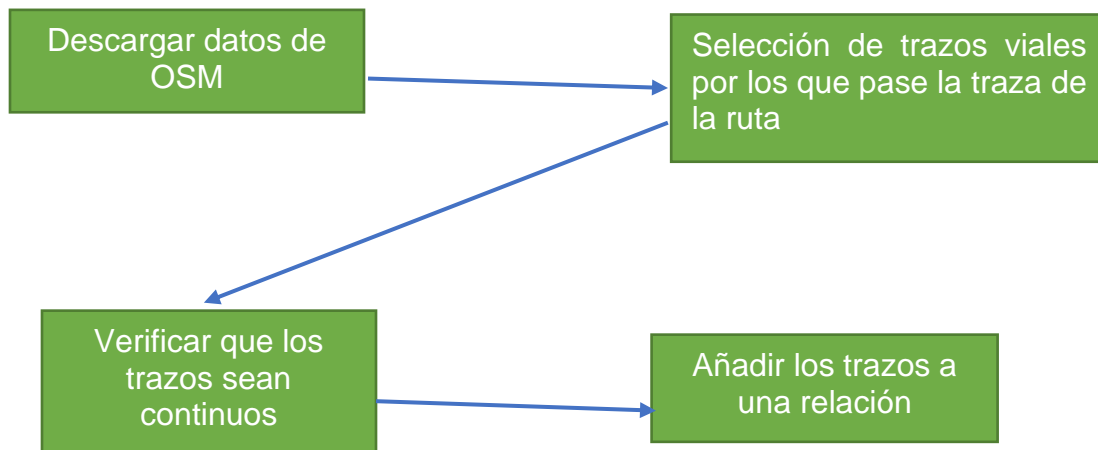 Descargar datos de
OSM
Selección de trazos viales
por los que pase la traza de
la ruta
Verificar que los
trazos sean
continuos
Añadir los trazos a
una relación